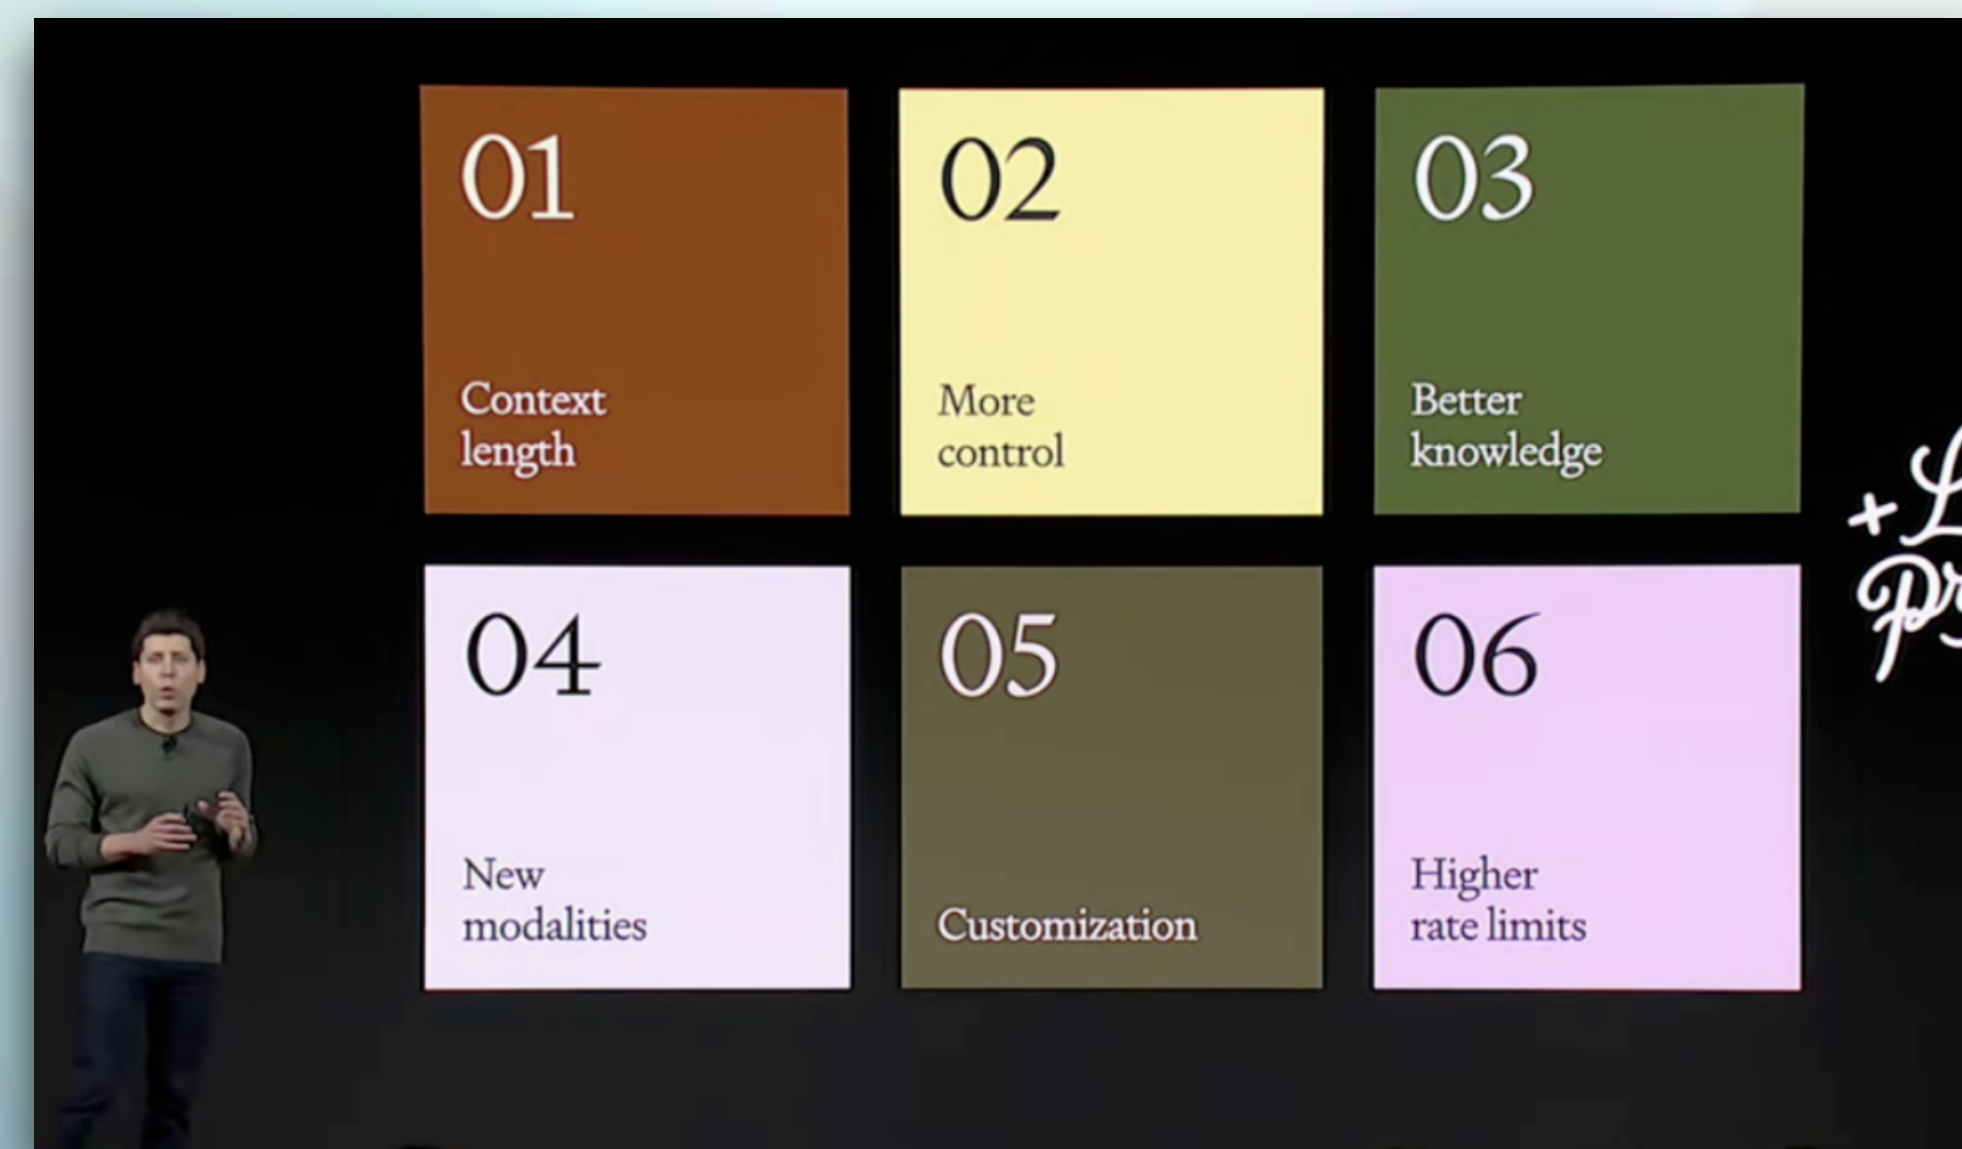 01
Context
length
02
More
control
03
Better
knowledge
04
New
modalities
05
Customization
06
Higher
rate limits
+